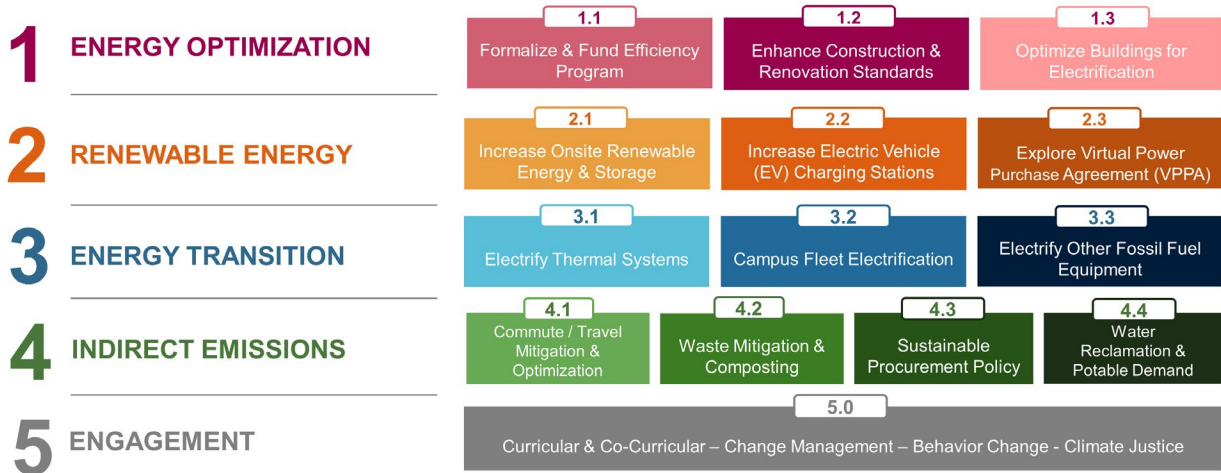 1 ENERGY OPTIMIZATION
1.1
Formalize & Fund Efficiency
Program
1.2
Enhance Construction &
Renovation Standards
1.3
Optimize Buildings for
Electrification
2 RENEWABLE ENERGY
2.1
Increase Onsite Renewable
Energy & Storage
2.2
Increase Electric Vehicle
(EV) Charging Stations
2.3
Explore Virtual Power
Purchase Agreement (VPPA)
3 ENERGY TRANSITION
3.1
Electrify Thermal Systems
3.2
Campus Fleet Electrification
3.3
Electrify Other Fossil Fuel
Equipment
4 INDIRECT EMISSIONS
4.1
Commute / Travel
Mitigation &
Optimization
4.2
Waste Mitigation &
Composting
4.3
Sustainable
Procurement Policy
4.4
Water
Reclamation &
Potable Demand
5 ENGAGEMENT
5.0
Curricular & Co-Curricular – Change Management – Behavior Change - Climate Justice